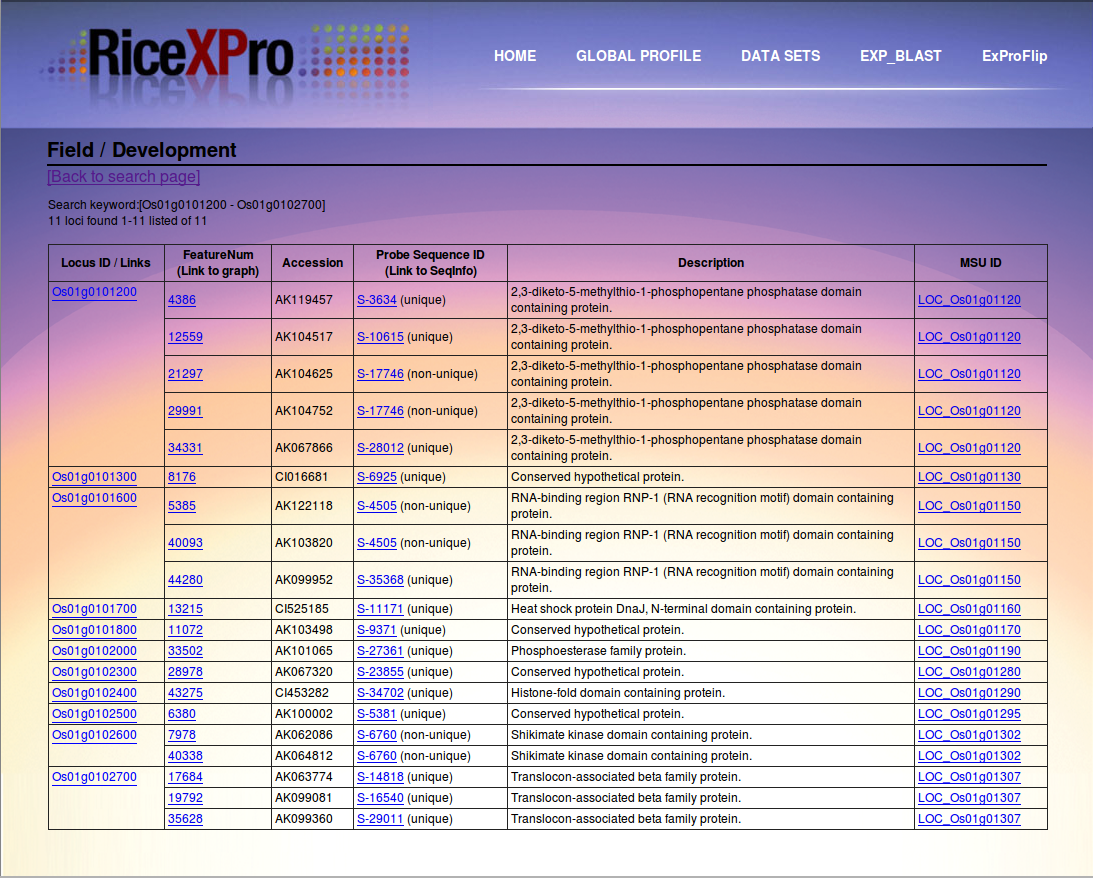 RiceXPro
HOME GLOBAL PROFILE DATA SETS EXP_BLAST ExProFlip
Field / Development
[Back to search page]
Search keyword:[Os01g0101200 - Os01g0102700]
11 loci found 1-11 listed of 11
Locus ID / Links FeatureNum (Link to graph) Accession Probe Sequence ID (Link to SeqInfo) Description MSU ID
Os01g0101200 4386 AK119457 S-3634 (unique) 2,3-diketo-5-methylthio-1-phosphopentane phosphatase domain
containing protein. LOC_Os01g01120
12559 AK104517 S-10615 (unique) 2,3-diketo-5-methylthio-1-phosphopentane phosphatase domain
containing protein. LOC_Os01g01120
21297 AK104625 S-17746 (non-unique) 2,3-diketo-5-methylthio-1-phosphopentane phosphatase domain
containing protein. LOC_Os01g01120
29991 AK104752 S-17746 (non-unique) 2,3-diketo-5-methylthio-1-phosphopentane phosphatase domain
containing protein. LOC_Os01g01120
34331 AK067866 S-28012 (unique) 2,3-diketo-5-methylthio-1-phosphopentane phosphatase domain
containing protein. LOC_Os01g01120
Os01g0101300 8176 CI016681 S-6925 (unique) Conserved hypothetical protein. LOC_Os01g01130
Os01g0101600 5385 AK122118 S-4505 (non-unique) RNA-binding region RNP-1 (RNA recognition motif) domain containing
protein. LOC_Os01g01150
40093 AK103820 S-4505 (non-unique) RNA-binding region RNP-1 (RNA recognition motif) domain containing
protein. LOC_Os01g01150
44280 AK099952 S-35368 (unique) RNA-binding region RNP-1 (RNA recognition motif) domain containing
protein. LOC_Os01g01150
Os01g0101700 13215 CI525185 S-11171 (unique) Heat shock protein DnaJ, N-terminal domain containing protein. LOC_Os01g01160
Os01g0101800 11072 AK103498 S-9371 (unique) Conserved hypothetical protein. LOC_Os01g01170
Os01g0102000 33502 AK101065 S-27361 (unique) Phosphoesterase family protein. LOC_Os01g01190
Os01g0102300 28978 AK067320 S-23855 (unique) Conserved hypothetical protein. LOC_Os01g01280
Os01g0102400 43275 CI453282 S-34702 (unique) Histone-fold domain containing protein. LOC_Os01g01290
Os01g0102500 6380 AK100002 S-5381 (unique) Conserved hypothetical protein. LOC_Os01g01295
Os01g0102600 7978 AK062086 S-6760 (non-unique) Shikimate kinase domain containing protein. LOC_Os01g01302
40338 AK064812 S-6760 (non-unique) Shikimate kinase domain containing protein. LOC_Os01g01302
Os01g0102700 17684 AK063774 S-14818 (unique) Translocon-associated beta family protein. LOC_Os01g01307
19792 AK099081 S-16540 (unique) Translocon-associated beta family protein. LOC_Os01g01307
35628 AK099360 S-29011 (unique) Translocon-associated beta family protein. LOC_Os01g01307